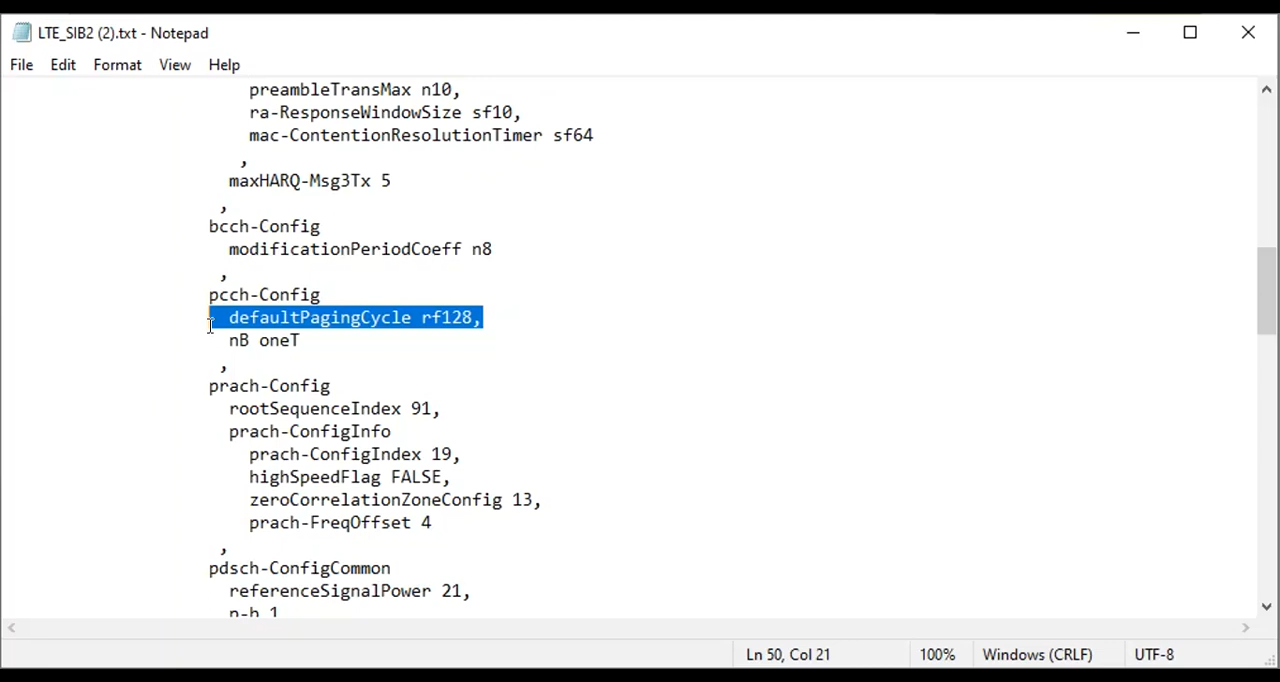 LTE_SIB2 (2).txt - Notepad
File Edit Format View Help
preambleTransMax n10,
ra-ResponseWindowSize sf10,
mac-ContentionResolutionTimer sf64
,
maxHARQ-Msg3Tx 5
,
bcch-Config
modificationPeriodCoeff n8
,
pcch-Config
defaultPagingCycle rf128,
nB oneT
,
prach-Config
rootSequenceIndex 91,
prach-ConfigInfo
prach-ConfigIndex 19,
highSpeedFlag FALSE,
zeroCorrelationZoneConfig 13,
prach-FreqOffset 4
,
pdsch-ConfigCommon
referenceSignalPower 21,
p-b 1
Ln 50, Col 21 100% Windows (CRLF) UTF-8